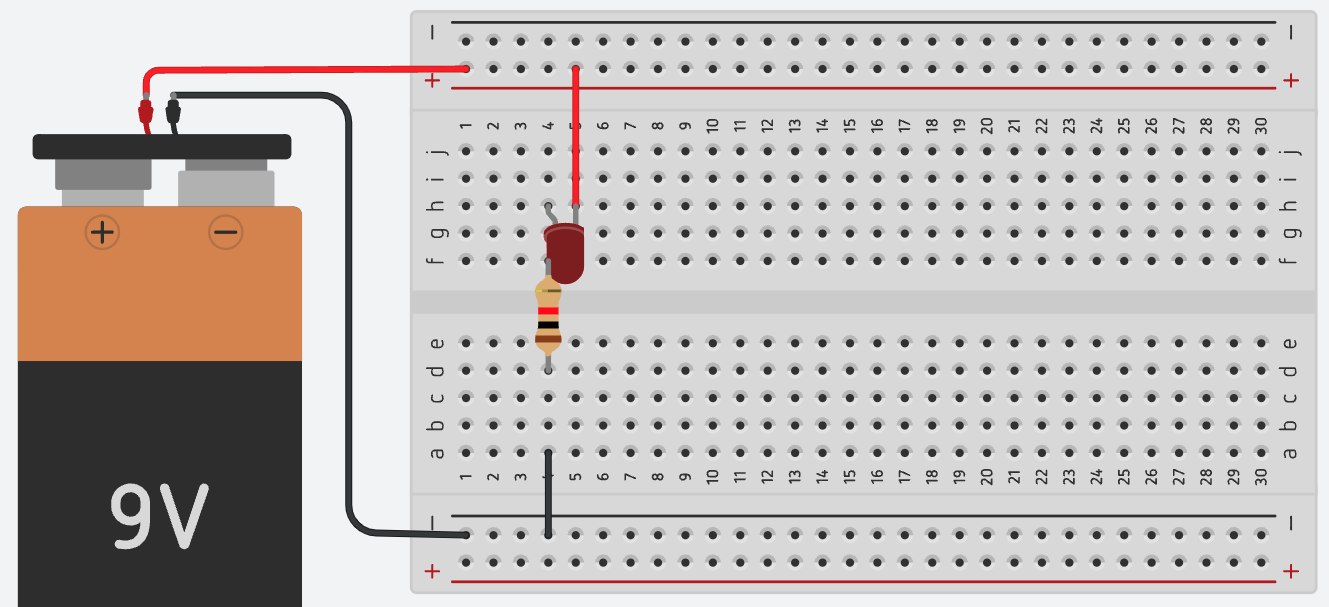 − −
+ +
1 2 3 4 5 6 7 8 9 10 11 12 13 14 15 16 17 18 19 20 21 22 23 24 25 26 27 28 29 30
j j
i i
h h
+ − g g
f f
e e
d d
c c
b b
a a
1 2 3 4 5 6 7 8 9 10 11 12 13 14 15 16 17 18 19 20 21 22 23 24 25 26 27 28 29 30
9V
− −
+ +